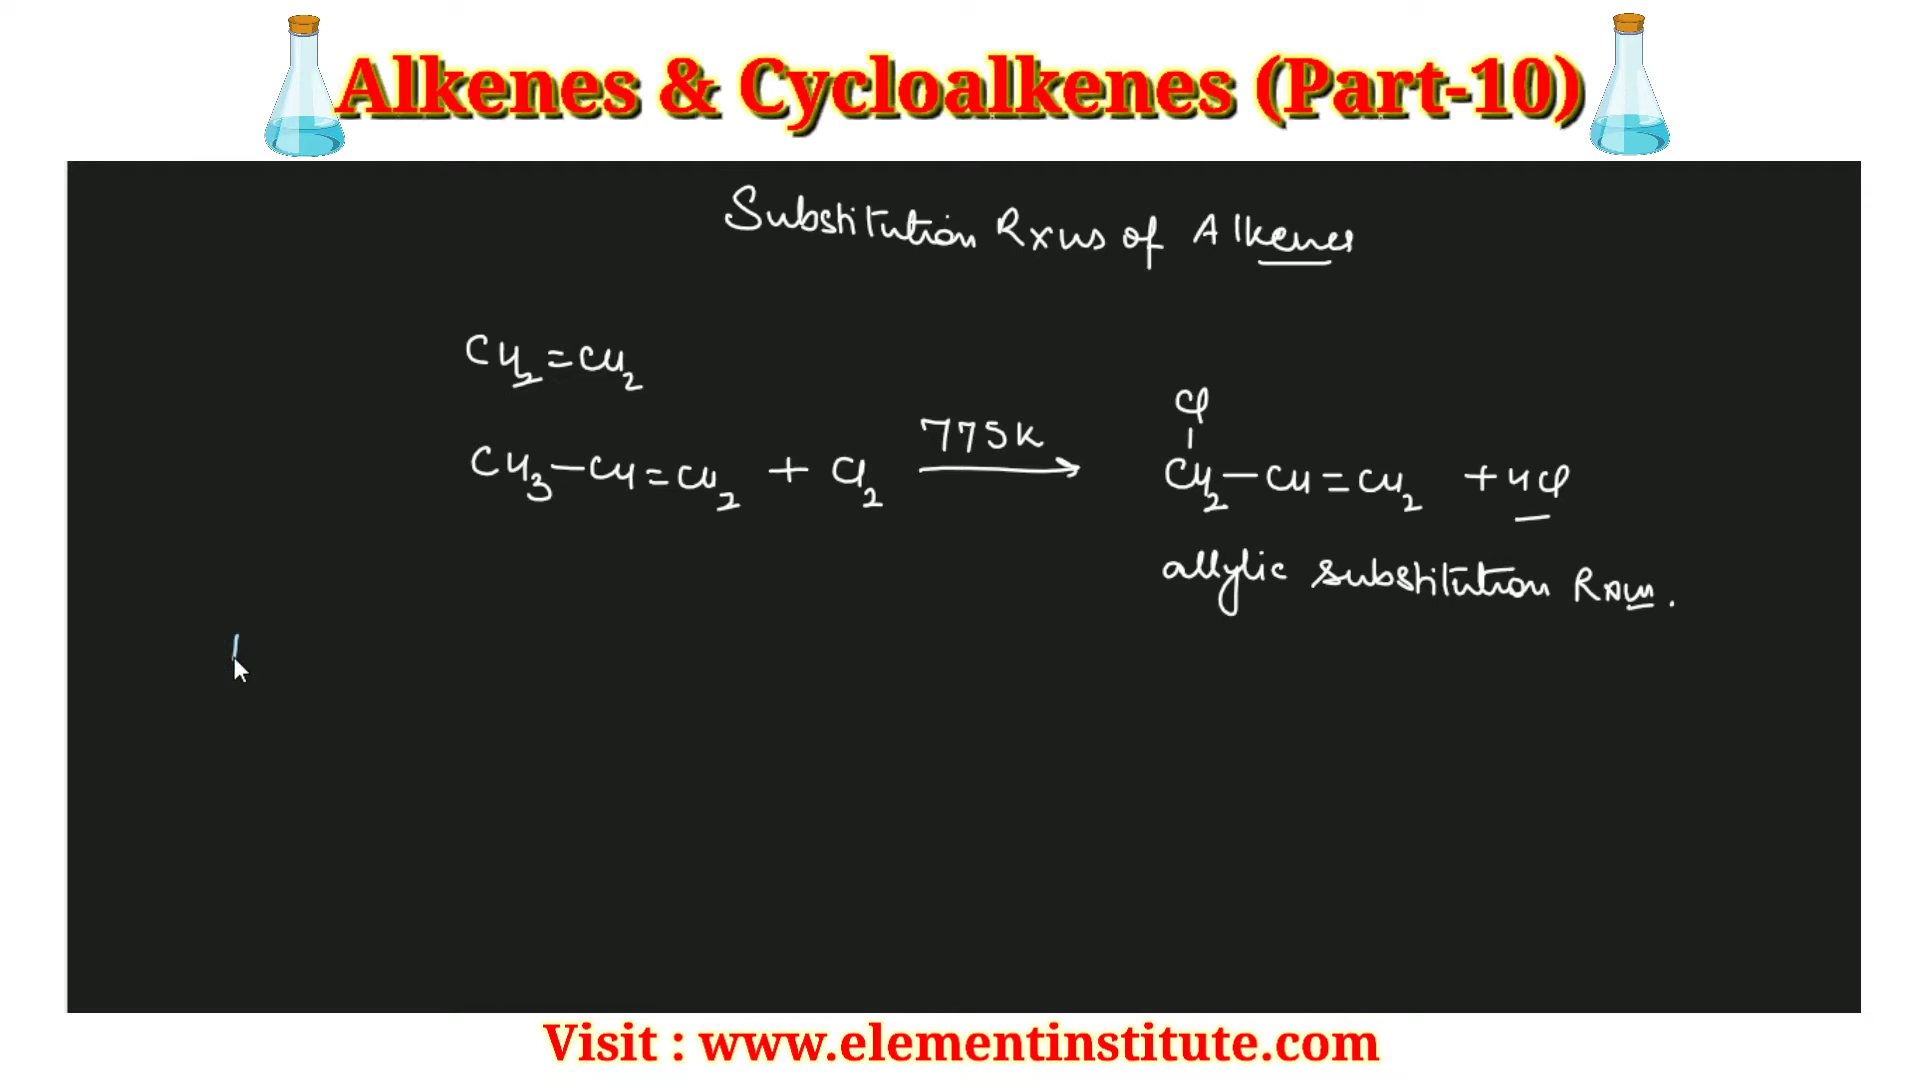 Alkenes & Cycloalkenes (Part-10)
Substitution Rxns of Alkenes
CH₂=CH₂
CH₃—CH=CH₂ + Cl₂ 775K → CH₂—CH=CH₂ + HCl
Cl
allylic substitution Rxn.
Visit : www.elementinstitute.com